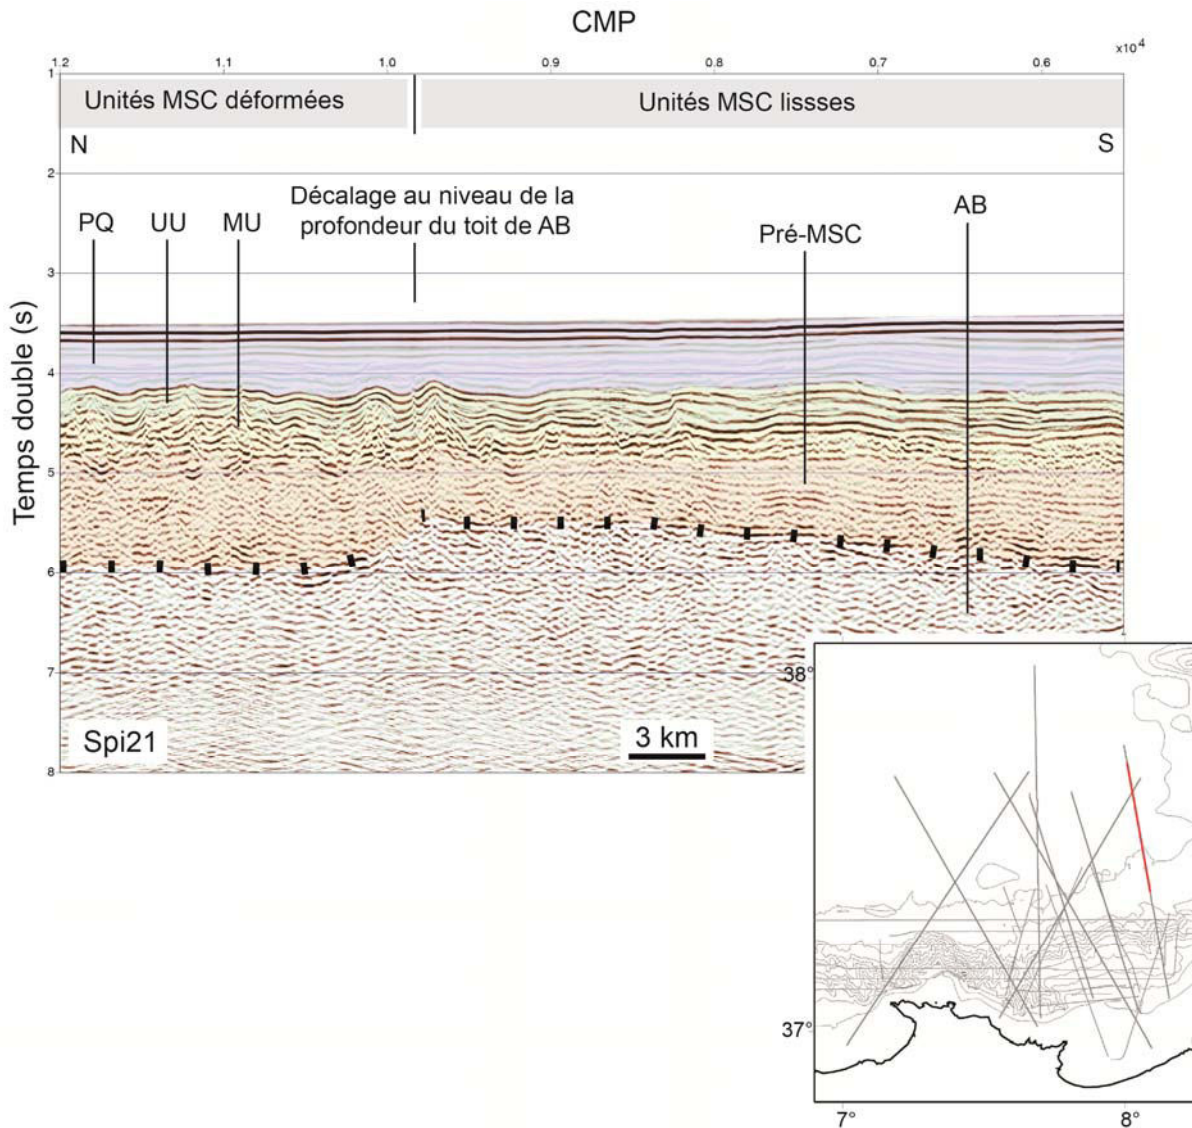 CMP
x10⁴
1.2 1.1 1.0 0.9 0.8 0.7 0.6
1
Unités MSC déformées Unités MSC lissses
N S
2
Décalage au niveau de la
profondeur du toit de AB
PQ UU MU Pré-MSC AB
3
Temps double (s)
4
5
6
7
8
Spi21
3 km
38°
37°
7° 8°